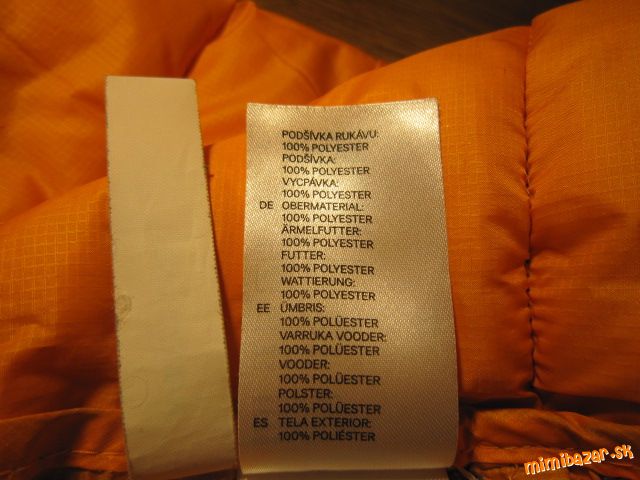 PODŠÍVKA RUKÁVU:
100% POLYESTER
PODŠÍVKA:
100% POLYESTER
VYCPÁVKA:
100% POLYESTER
DE OBERMATERIAL:
100% POLYESTER
ÄRMELFUTTER:
100% POLYESTER
FUTTER:
100% POLYESTER
WATTIERUNG:
100% POLYESTER
EE ÜMBRIS:
100% POLÜESTER
VARRUKA VOODER:
100% POLÜESTER
VOODER:
100% POLÜESTER
POLSTER:
100% POLÜESTER
ES TELA EXTERIOR:
100% POLIÉSTER
mimibazar.sk